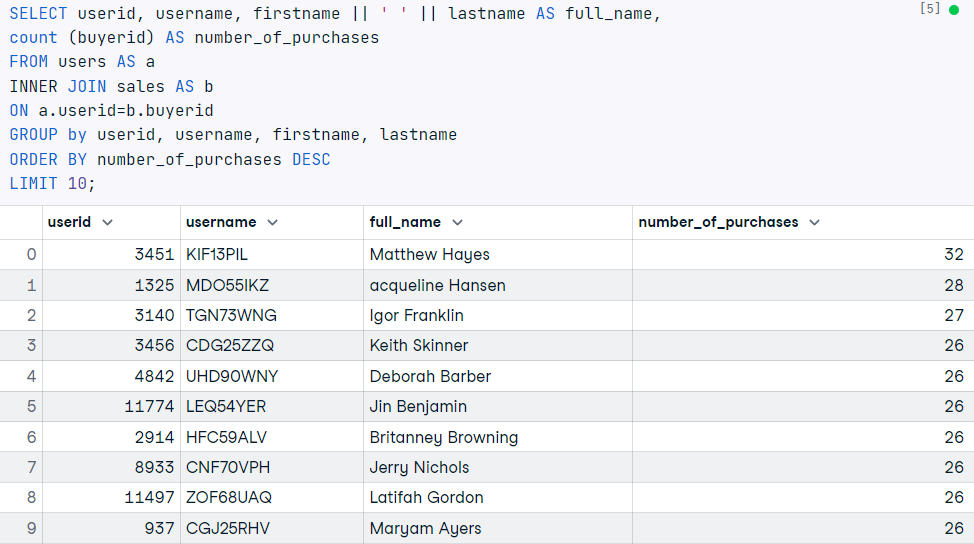 SELECT userid, username, firstname || ' ' || lastname AS full_name,
[5]
count (buyerid) AS number_of_purchases
FROM users AS a
INNER JOIN sales AS b
ON a.userid=b.buyerid
GROUP by userid, username, firstname, lastname
ORDER BY number_of_purchases DESC
LIMIT 10;
userid username full_name number_of_purchases
0 3451 KIF13PIL Matthew Hayes 32
1 1325 MDO55IKZ acqueline Hansen 28
2 3140 TGN73WNG Igor Franklin 27
3 3456 CDG25ZZQ Keith Skinner 26
4 4842 UHD90WNY Deborah Barber 26
5 11774 LEQ54YER Jin Benjamin 26
6 2914 HFC59ALV Britanney Browning 26
7 8933 CNF70VPH Jerry Nichols 26
8 11497 ZOF68UAQ Latifah Gordon 26
9 937 CGJ25RHV Maryam Ayers 26